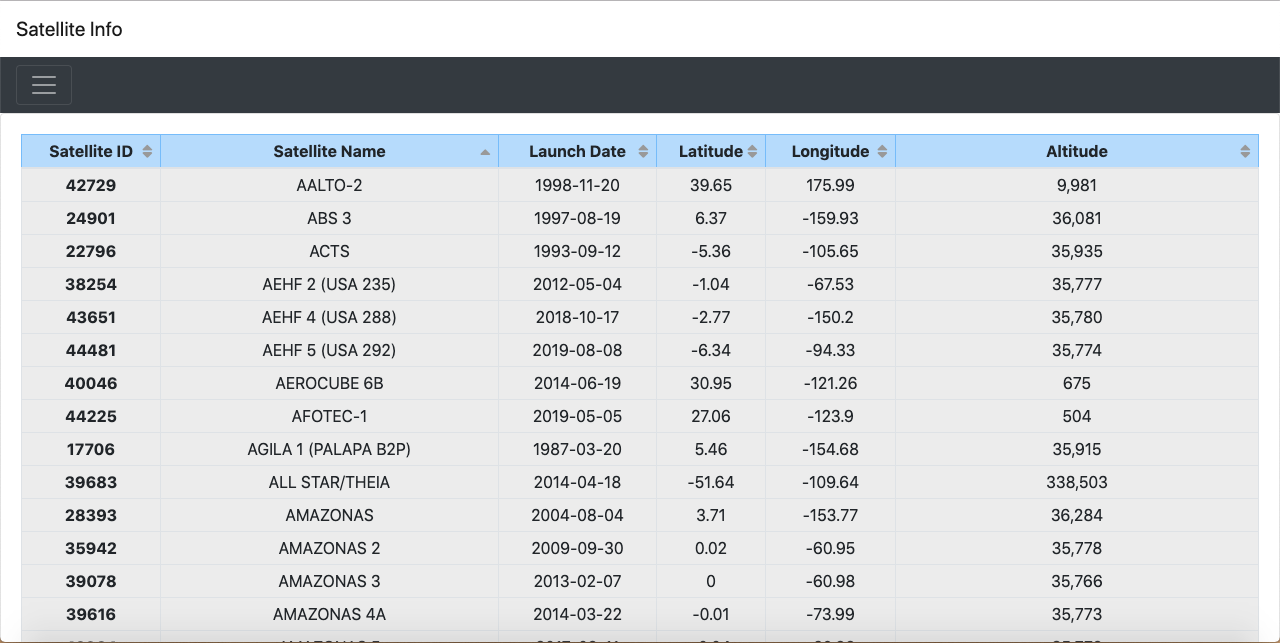 Satellite Info
Satellite ID Satellite Name Launch Date Latitude Longitude Altitude
42729 AALTO-2 1998-11-20 39.65 175.99 9,981
24901 ABS 3 1997-08-19 6.37 -159.93 36,081
22796 ACTS 1993-09-12 -5.36 -105.65 35,935
38254 AEHF 2 (USA 235) 2012-05-04 -1.04 -67.53 35,777
43651 AEHF 4 (USA 288) 2018-10-17 -2.77 -150.2 35,780
44481 AEHF 5 (USA 292) 2019-08-08 -6.34 -94.33 35,774
40046 AEROCUBE 6B 2014-06-19 30.95 -121.26 675
44225 AFOTEC-1 2019-05-05 27.06 -123.9 504
17706 AGILA 1 (PALAPA B2P) 1987-03-20 5.46 -154.68 35,915
39683 ALL STAR/THEIA 2014-04-18 -51.64 -109.64 338,503
28393 AMAZONAS 2004-08-04 3.71 -153.77 36,284
35942 AMAZONAS 2 2009-09-30 0.02 -60.95 35,778
39078 AMAZONAS 3 2013-02-07 0 -60.98 35,766
39616 AMAZONAS 4A 2014-03-22 -0.01 -73.99 35,773